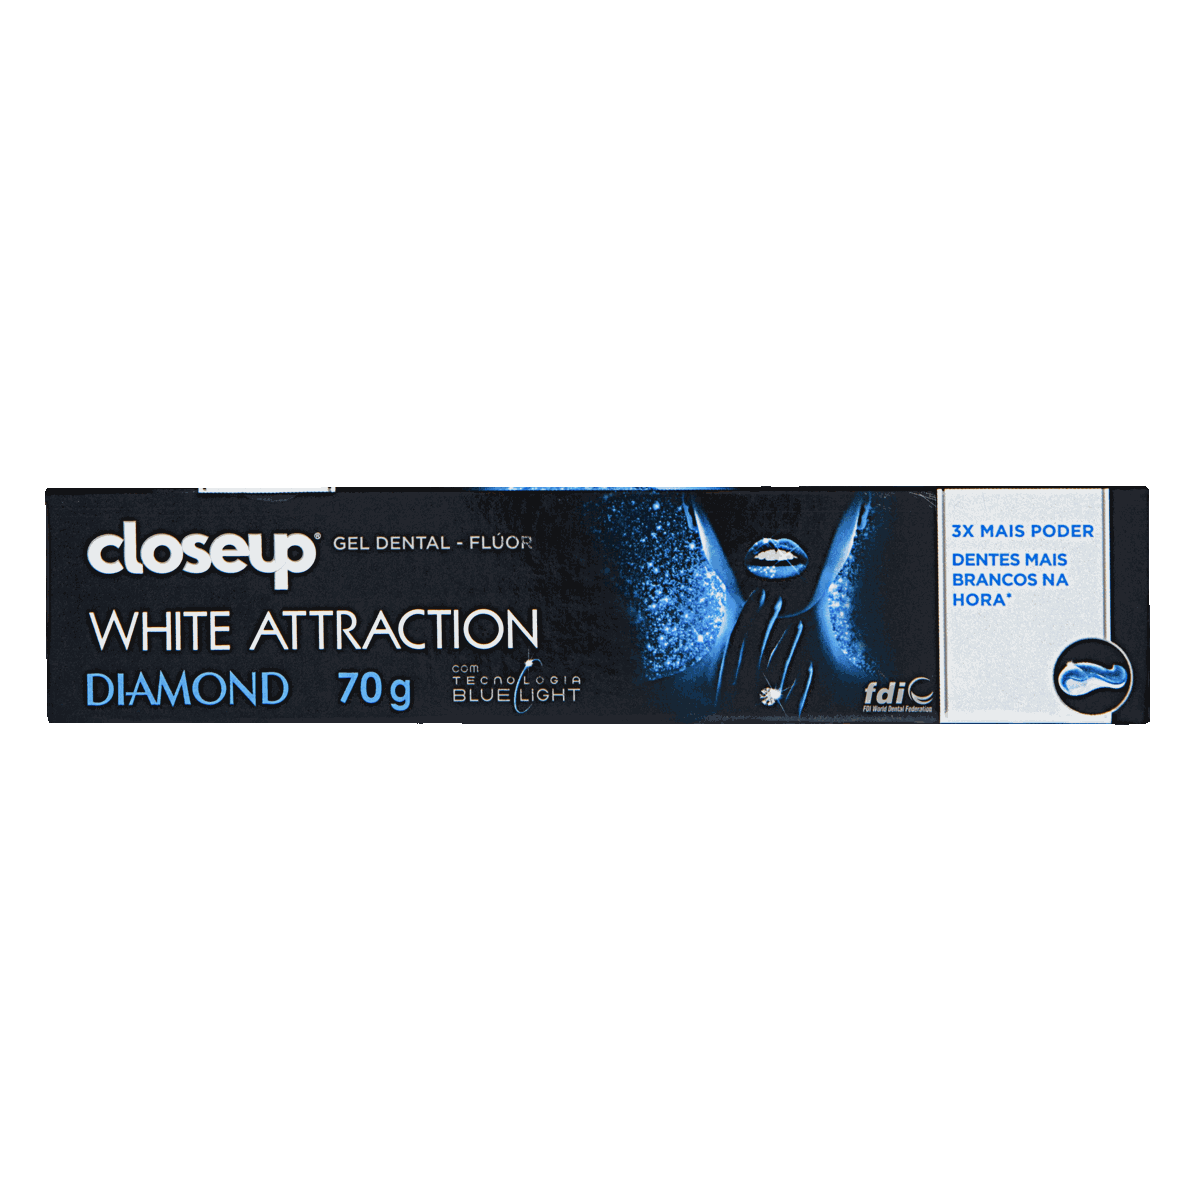 closeup® GEL DENTAL - FLÚOR
WHITE ATTRACTION
DIAMOND 70 g
COM
TECNOLOGIA
BLUE LIGHT
fdi
FDI World Dental Federation
3X MAIS PODER
DENTES MAIS
BRANCOS NA
HORA*